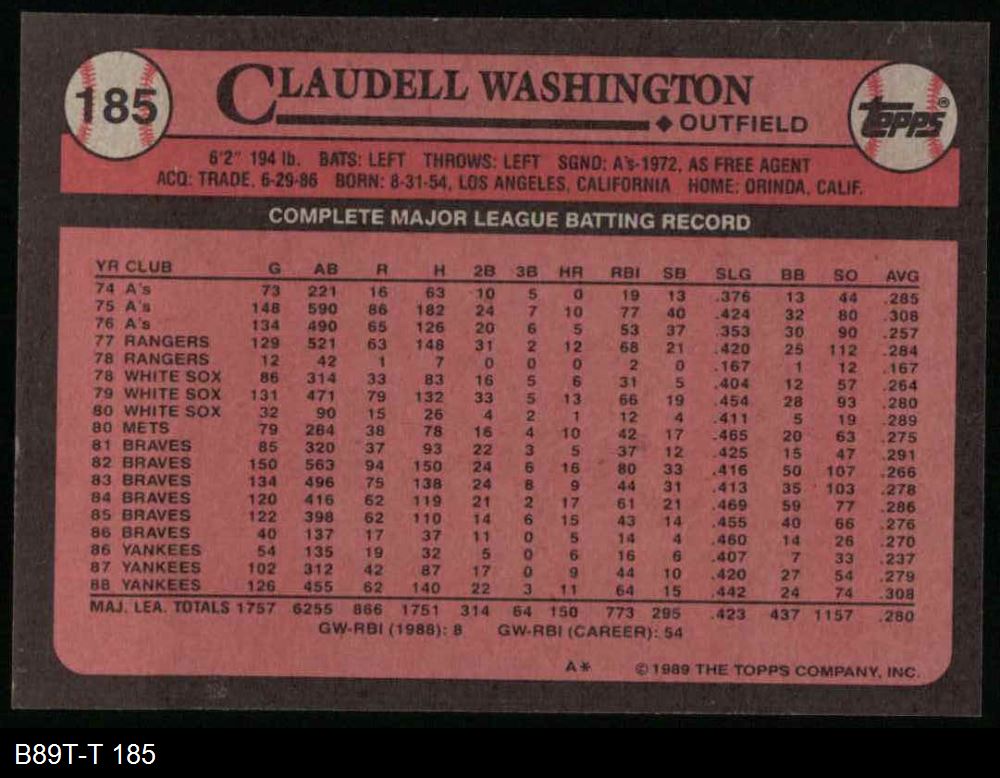 185
CLAUDELL WASHINGTON
◆ OUTFIELD
TOPPS®
6'2" 194 lb. BATS: LEFT THROWS: LEFT SGND: A's-1972, AS FREE AGENT
ACQ: TRADE, 6-29-86 BORN: 8-31-54, LOS ANGELES, CALIFORNIA HOME: ORINDA, CALIF.
COMPLETE MAJOR LEAGUE BATTING RECORD
YR CLUB G AB R H 2B 3B HR RBI SB SLG BB SO AVG
74 A's 73 221 16 63 10 5 0 19 13 .376 13 44 .285
75 A's 148 590 86 182 24 7 10 77 40 .424 32 80 .308
76 A's 134 490 65 126 20 6 5 53 37 .353 30 90 .257
77 RANGERS 129 521 63 148 31 2 12 68 21 .420 25 112 .284
78 RANGERS 12 42 1 7 0 0 0 2 0 .167 1 12 .167
78 WHITE SOX 86 314 33 83 16 5 6 31 5 .404 12 57 .264
79 WHITE SOX 131 471 79 132 33 5 13 66 19 .454 28 93 .280
80 WHITE SOX 32 90 15 26 4 2 1 12 4 .411 5 19 .289
80 METS 79 284 38 78 16 4 10 42 17 .465 20 63 .275
81 BRAVES 85 320 37 93 22 3 5 37 12 .425 15 47 .291
82 BRAVES 150 563 94 150 24 6 16 80 33 .416 50 107 .266
83 BRAVES 134 496 75 138 24 8 9 44 31 .413 35 103 .278
84 BRAVES 120 416 62 119 21 2 17 61 21 .469 59 77 .286
85 BRAVES 122 398 62 110 14 6 15 43 14 .455 40 66 .276
86 BRAVES 40 137 17 37 11 0 5 14 4 .460 14 26 .270
86 YANKEES 54 135 19 32 5 0 6 16 6 .407 7 33 .237
87 YANKEES 102 312 42 87 17 0 9 44 10 .420 27 54 .279
88 YANKEES 126 455 62 140 22 3 11 64 15 .442 24 74 .308
MAJ. LEA. TOTALS 1757 6255 866 1751 314 64 150 773 295 .423 437 1157 .280
GW-RBI (1988): 8 GW-RBI (CAREER): 54
A* © 1989 THE TOPPS COMPANY, INC.
B89T-T 185